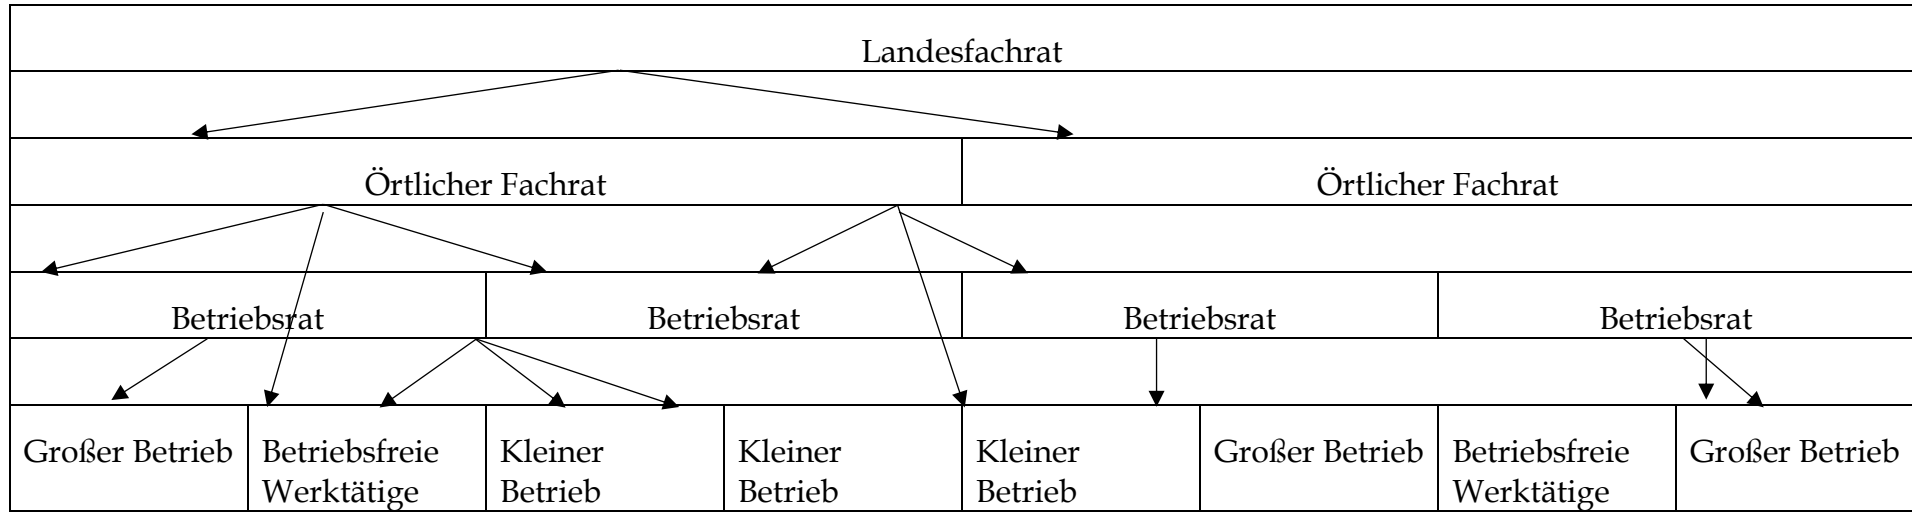 Landesfachrat
Örtlicher Fachrat Örtlicher Fachrat
Betriebsrat Betriebsrat Betriebsrat Betriebsrat
Großer Betrieb
Betriebsfreie
Werktätige
Kleiner
Betrieb
Kleiner
Betrieb
Kleiner
Betrieb
Großer Betrieb
Betriebsfreie
Werktätige
Großer Betrieb